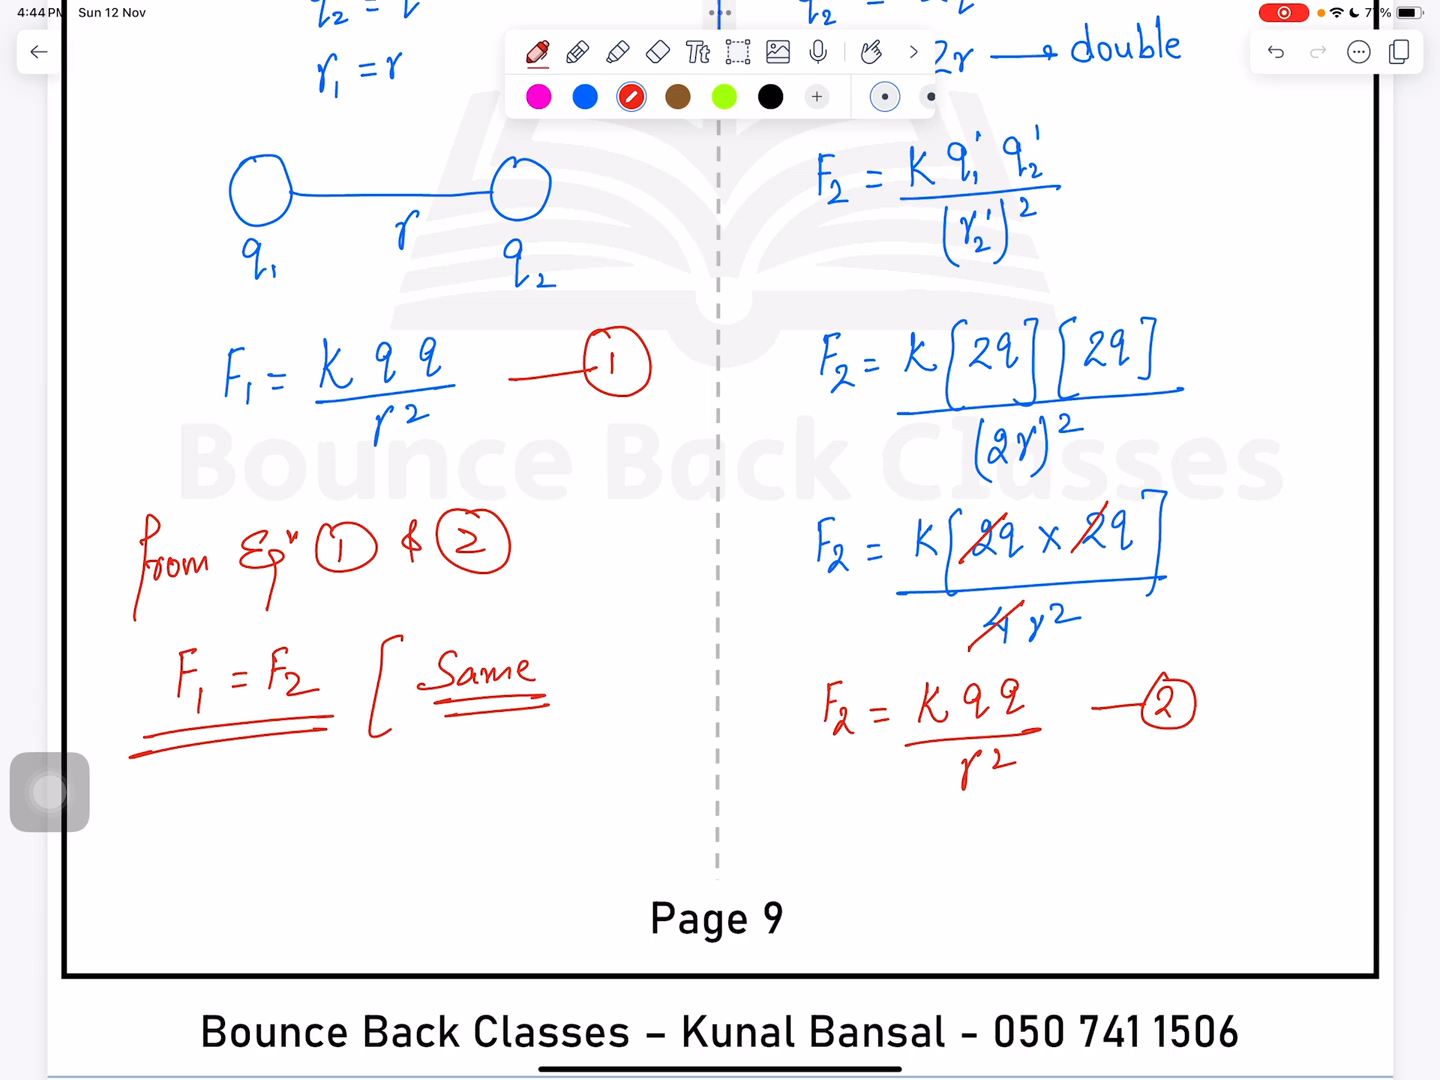 4:44 PM Sun 12 Nov
r₁ = r
2r → double
Tt
q₁
r
q₂
F₁ = K q q / r² — ①
From Eqⁿ ① & ②
F₁ = F₂ [ Same
F₂ = K q₁' q₂' / (r₂')²
F₂ = K [2q] [2q] / (2r)²
F₂ = K [2q × 2q] / 4r²
F₂ = K q q / r² — ②
Bounce Back Classes
Page 9
Bounce Back Classes – Kunal Bansal - 050 741 1506